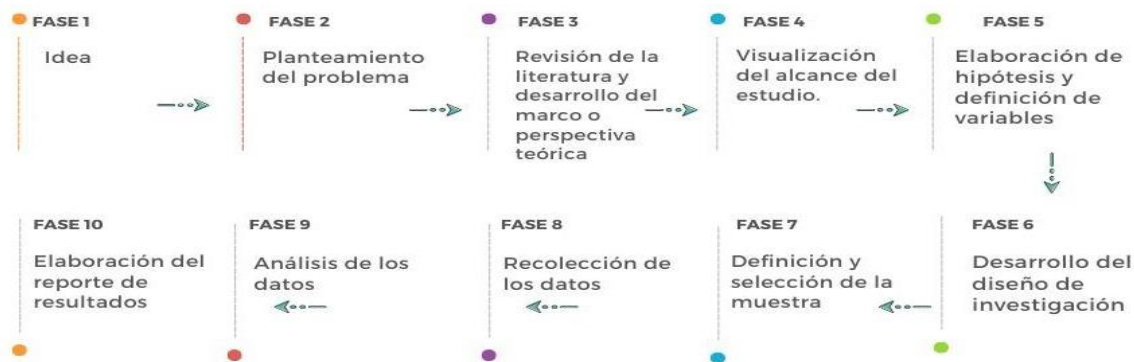 FASE 1
Idea
FASE 2
Planteamiento
del problema
FASE 3
Revisión de la
literatura y
desarrollo del
marco o
perspectiva
teórica
FASE 4
Visualización
del alcance del
estudio.
FASE 5
Elaboración de
hipótesis y
definición de
variables
FASE 6
Desarrollo del
diseño de
investigación
FASE 7
Definición y
selección de la
muestra
FASE 8
Recolección de
los datos
FASE 9
Análisis de los
datos
FASE 10
Elaboración del
reporte de
resultados